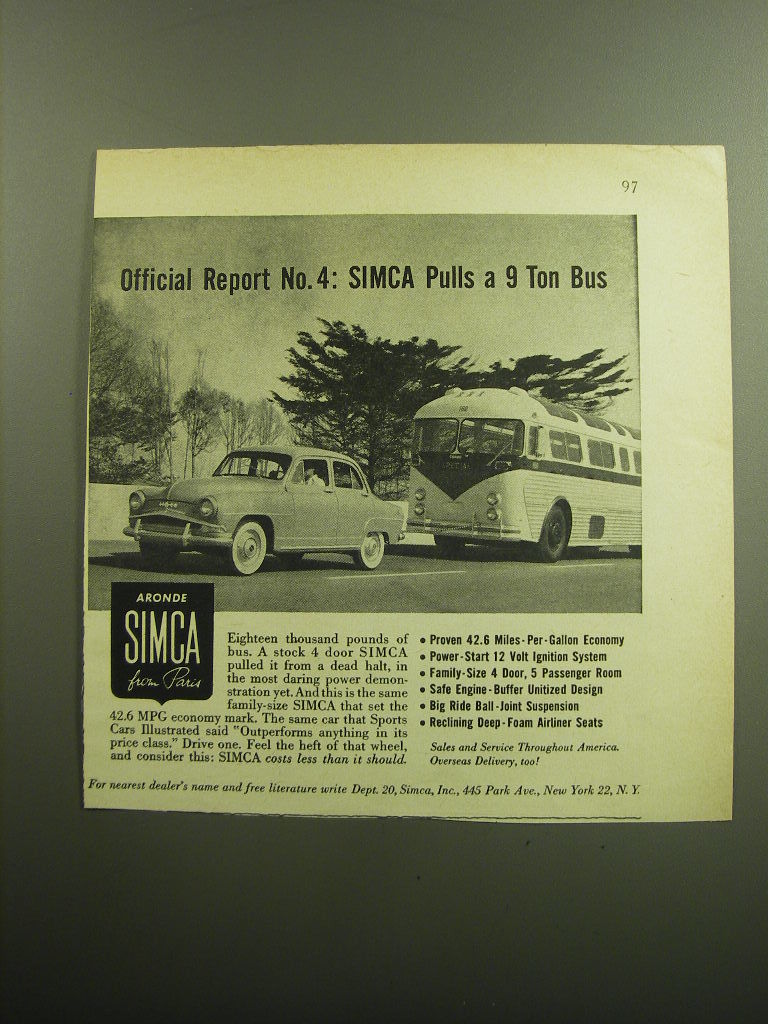 97
Official Report No. 4: SIMCA Pulls a 9 Ton Bus
SPECIAL
ARONDE
SIMCA
from Paris
Eighteen thousand pounds of
bus. A stock 4 door SIMCA
pulled it from a dead halt, in
the most daring power demon-
stration yet. And this is the same
family-size SIMCA that set the
42.6 MPG economy mark. The same car that Sports
Cars Illustrated said "Outperforms anything in its
price class." Drive one. Feel the heft of that wheel,
and consider this: SIMCA costs less than it should.
• Proven 42.6 Miles-Per-Gallon Economy
• Power-Start 12 Volt Ignition System
• Family-Size 4 Door, 5 Passenger Room
• Safe Engine-Buffer Unitized Design
• Big Ride Ball-Joint Suspension
• Reclining Deep-Foam Airliner Seats
Sales and Service Throughout America.
Overseas Delivery, too!
For nearest dealer's name and free literature write Dept. 20, Simca, Inc., 445 Park Ave., New York 22, N. Y.